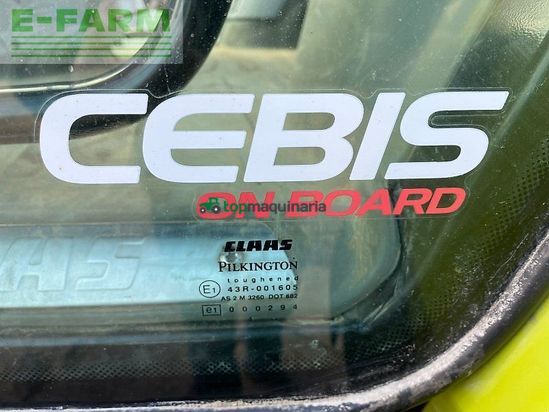 E-FARM
CEBIS
ON BOARD
topmaquinaria
CLAAS
PILKINGTON
toughened
E1 43R-001605
AS 2 M 3260 DOT 682
e1 000294